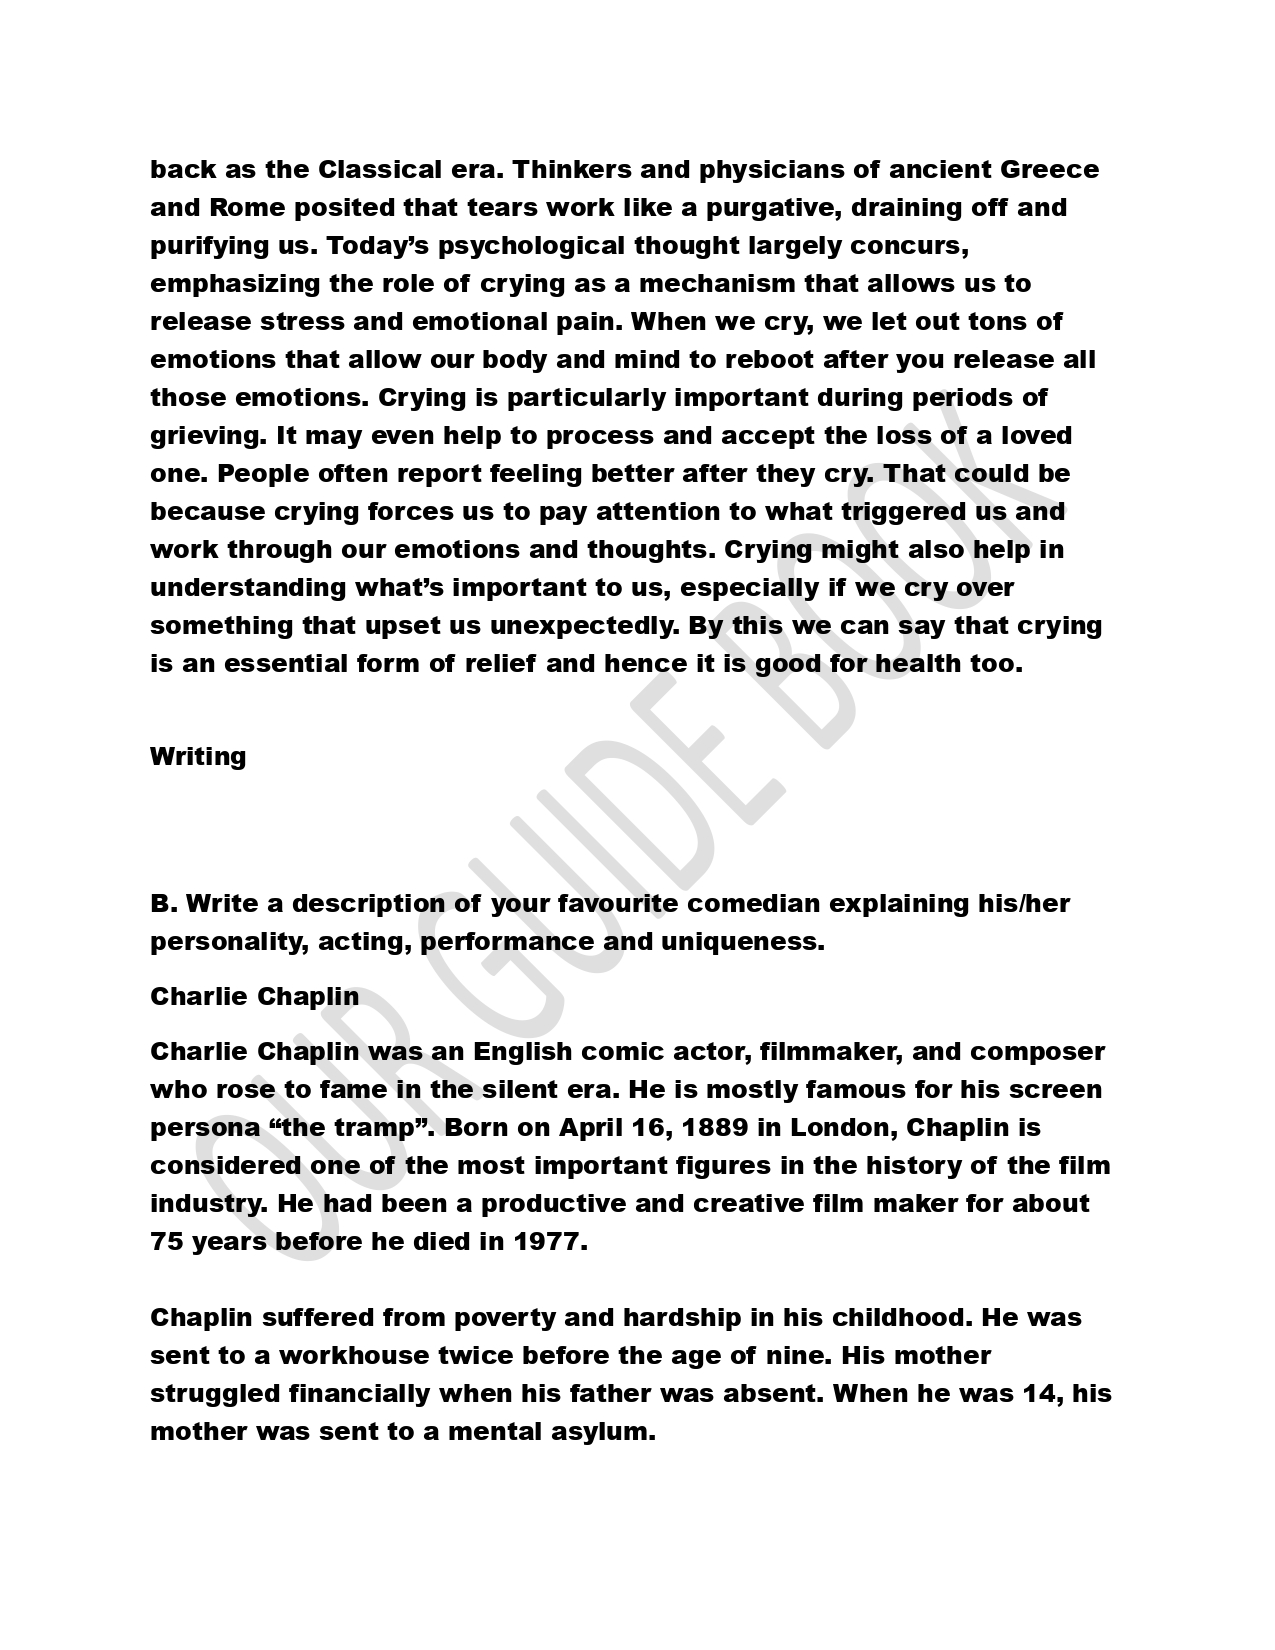 back as the Classical era. Thinkers and physicians of ancient Greece
and Rome posited that tears work like a purgative, draining off and
purifying us. Today’s psychological thought largely concurs,
emphasizing the role of crying as a mechanism that allows us to
release stress and emotional pain. When we cry, we let out tons of
emotions that allow our body and mind to reboot after you release all
those emotions. Crying is particularly important during periods of
grieving. It may even help to process and accept the loss of a loved
one. People often report feeling better after they cry. That could be
because crying forces us to pay attention to what triggered us and
work through our emotions and thoughts. Crying might also help in
understanding what’s important to us, especially if we cry over
something that upset us unexpectedly. By this we can say that crying
is an essential form of relief and hence it is good for health too.
Writing
B. Write a description of your favourite comedian explaining his/her
personality, acting, performance and uniqueness.
Charlie Chaplin
Charlie Chaplin was an English comic actor, filmmaker, and composer
who rose to fame in the silent era. He is mostly famous for his screen
persona “the tramp”. Born on April 16, 1889 in London, Chaplin is
considered one of the most important figures in the history of the film
industry. He had been a productive and creative film maker for about
75 years before he died in 1977.
Chaplin suffered from poverty and hardship in his childhood. He was
sent to a workhouse twice before the age of nine. His mother
struggled financially when his father was absent. When he was 14, his
mother was sent to a mental asylum.
OUR GUIDE BOOK